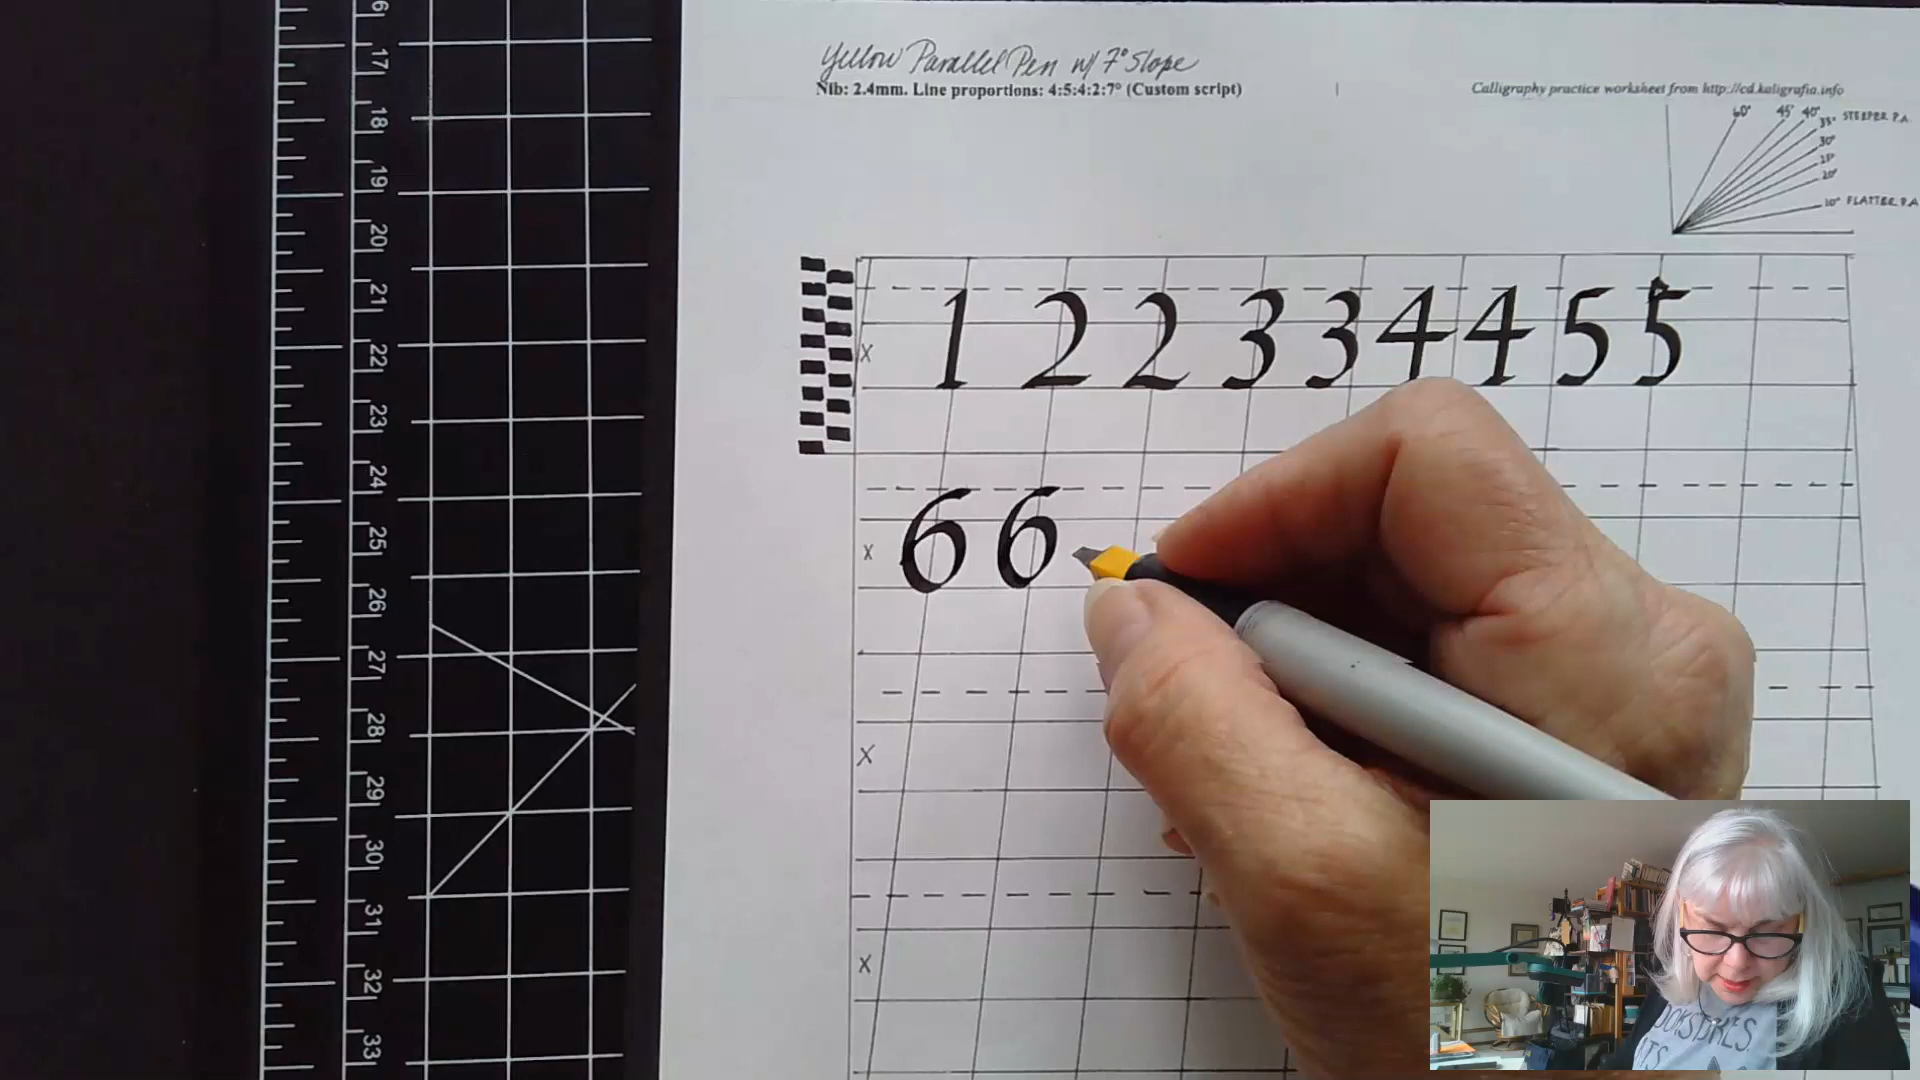 16
17
18
19
20
21
22
23
24
25
26
27
28
29
30
31
32
33
Yellow Parallel Pen w/ 7° Slope
Nib: 2.4mm. Line proportions: 4:5:4:2:7° (Custom script)
Calligraphy practice worksheet from http://cd.kaligrafia.info
60° 45° 40°
35° STEEPER P.A.
30°
25°
20°
10° FLATTER P.A
X 1 2 2 3 3 4 4 5 5
X 6 6
X
X